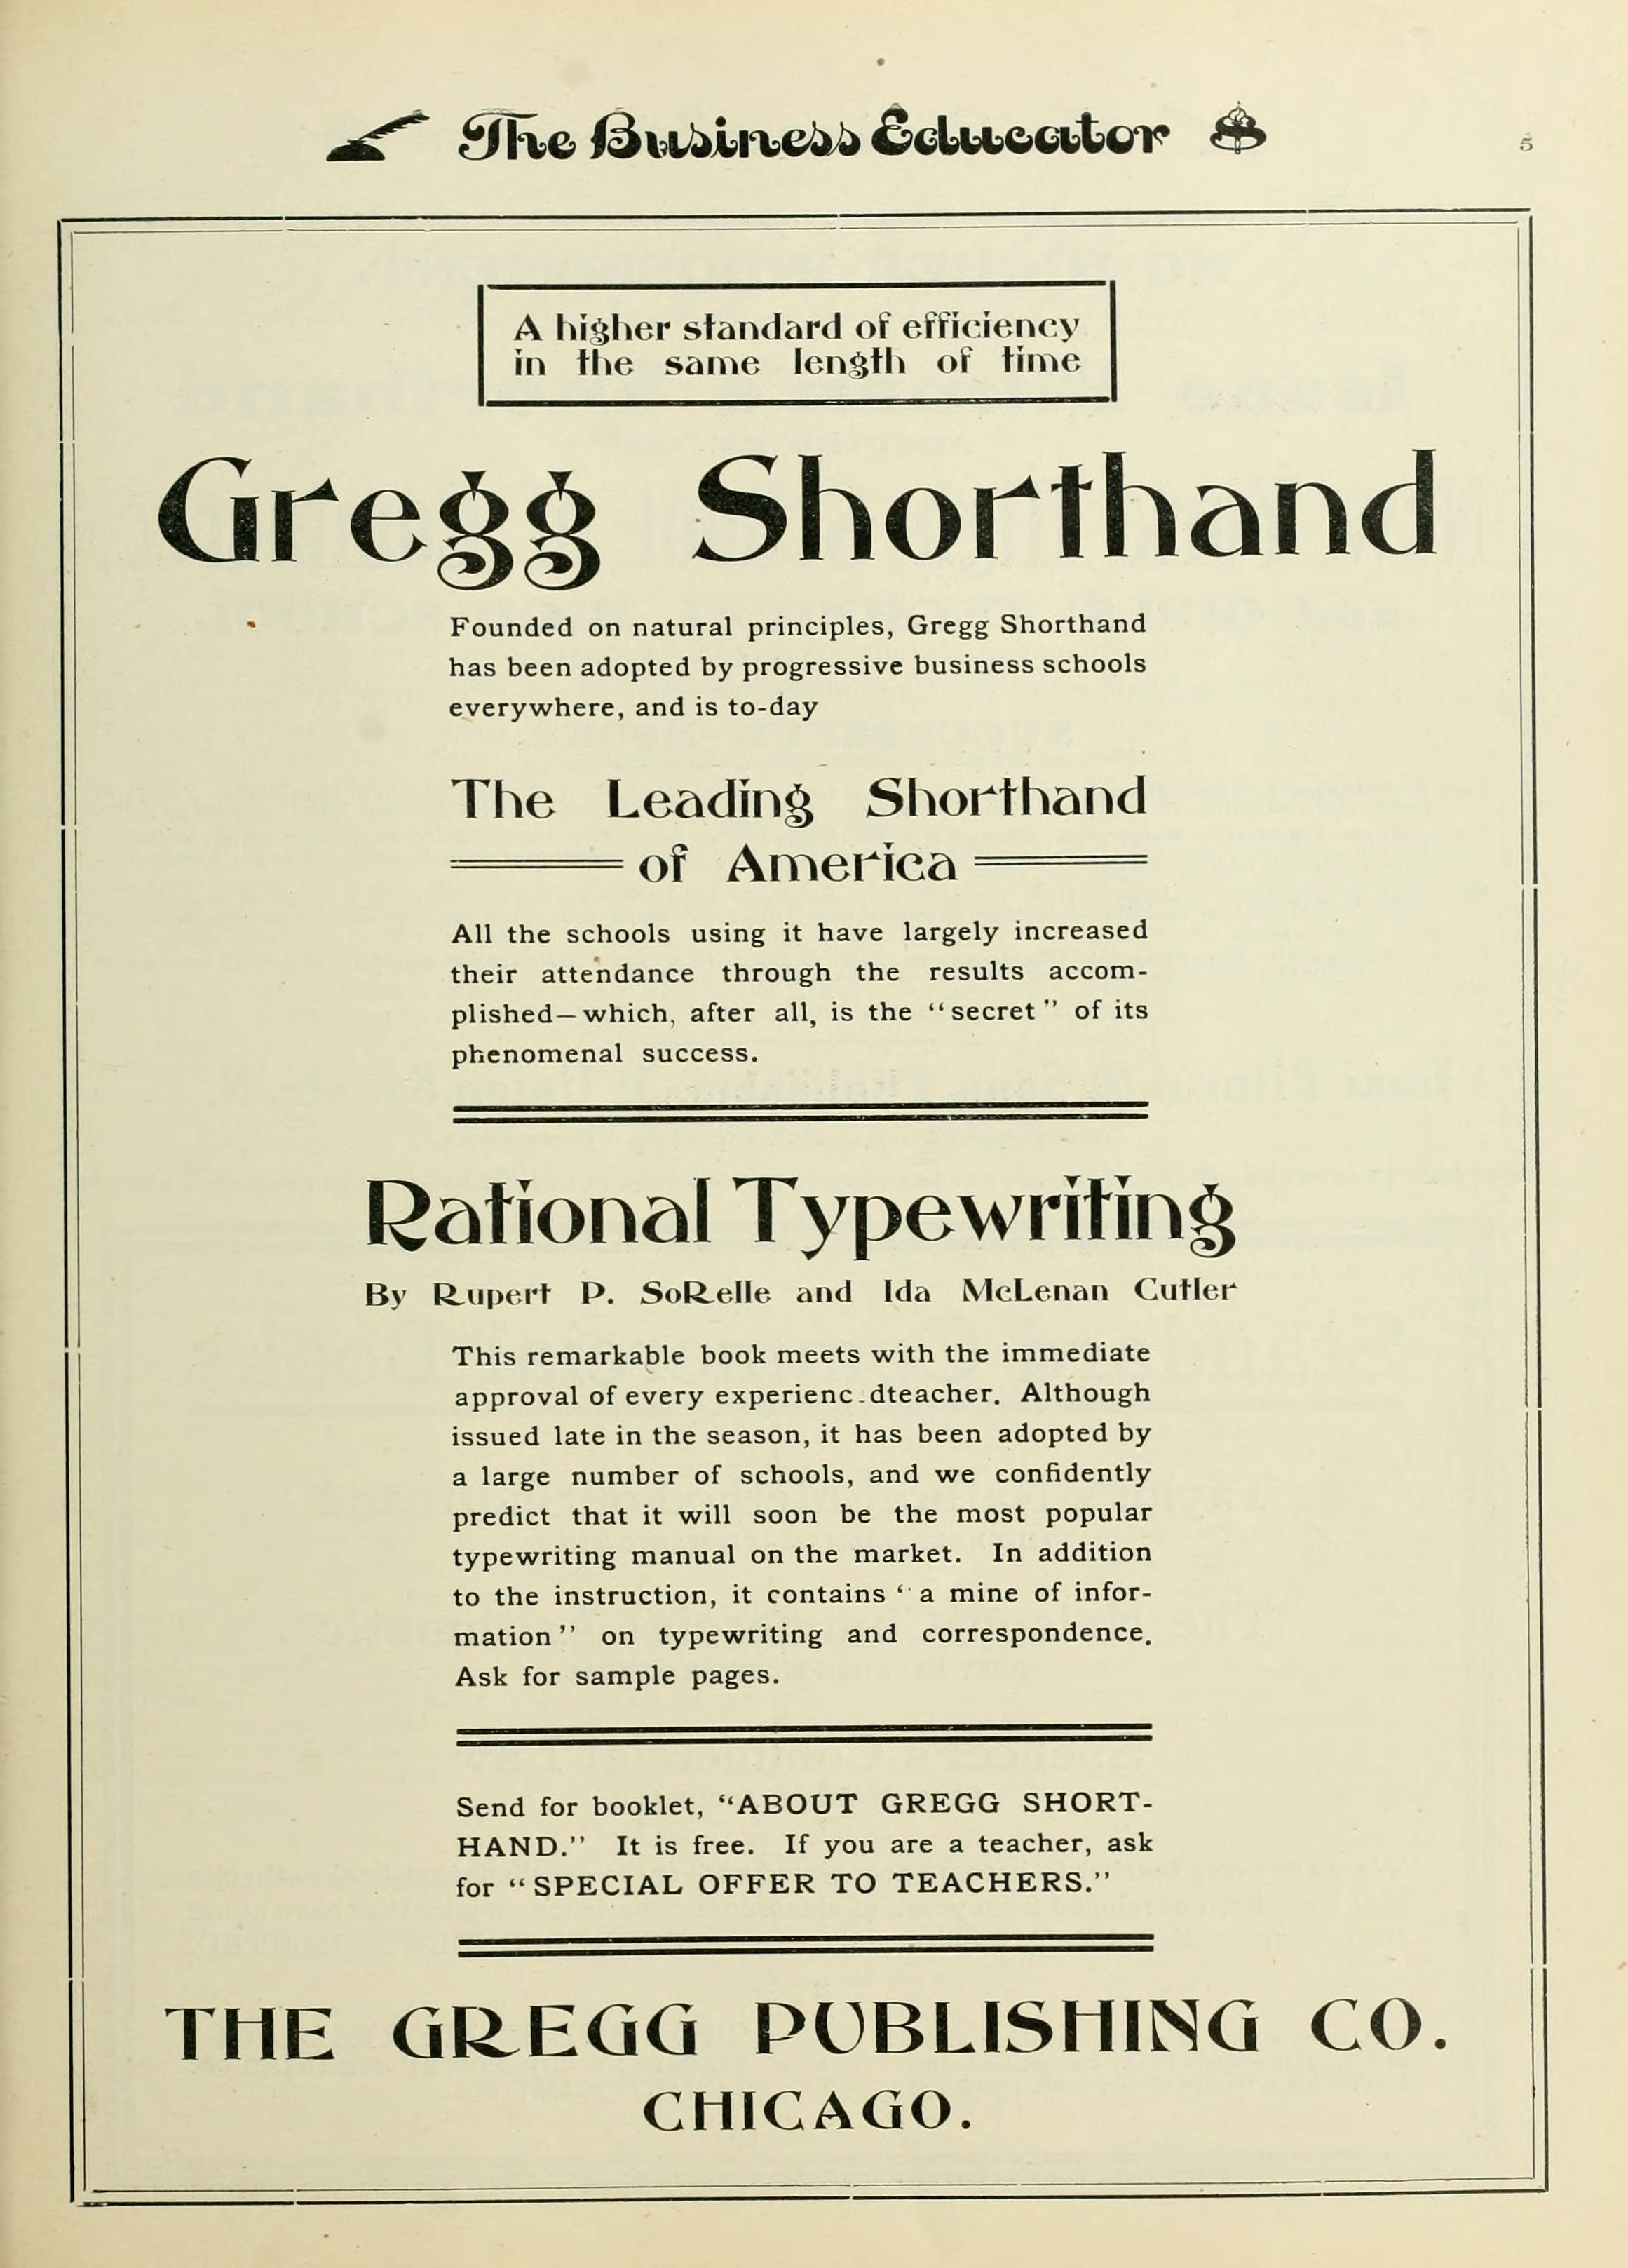 The Business Educator
5
A higher standard of efficiency
in the same length of time
Gregg Shorthand
Founded on natural principles, Gregg Shorthand
has been adopted by progressive business schools
everywhere, and is to-day
The Leading Shorthand
of America
All the schools using it have largely increased
their attendance through the results accom-
plished—which, after all, is the "secret" of its
phenomenal success.
Rational Typewriting
By Rupert P. SoRelle and Ida McLenan Cutler
This remarkable book meets with the immediate
approval of every experienc dteacher. Although
issued late in the season, it has been adopted by
a large number of schools, and we confidently
predict that it will soon be the most popular
typewriting manual on the market. In addition
to the instruction, it contains "a mine of infor-
mation" on typewriting and correspondence.
Ask for sample pages.
Send for booklet, "ABOUT GREGG SHORT-
HAND." It is free. If you are a teacher, ask
for "SPECIAL OFFER TO TEACHERS."
THE GREGG PUBLISHING CO.
CHICAGO.